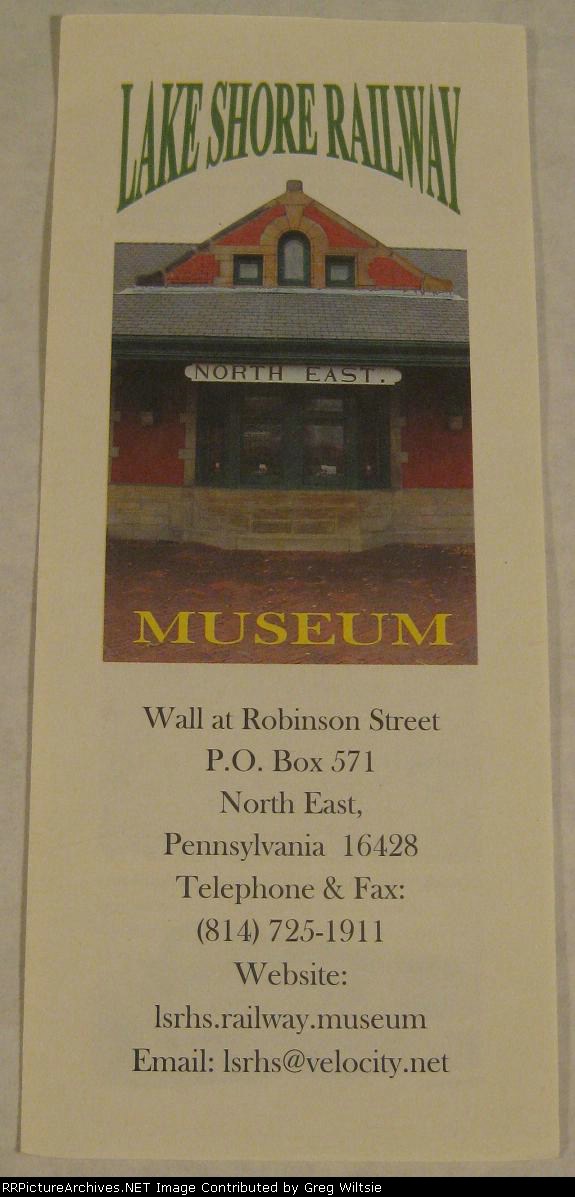 LAKE SHORE RAILWAY
NORTH EAST.
MUSEUM
Wall at Robinson Street
P.O. Box 571
North East,
Pennsylvania 16428
Telephone & Fax:
(814) 725-1911
Website:
lsrhs.railway.museum
Email: lsrhs@velocity.net
RRPictureArchives.NET Image Contributed by Greg Wiltsie